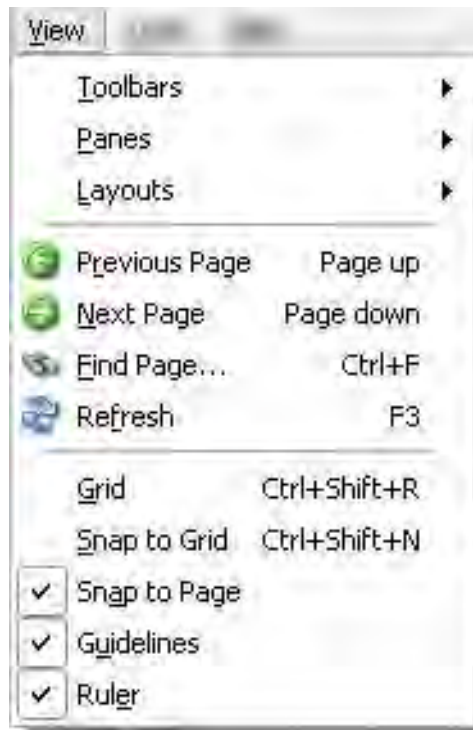 View
Toolbars
Panes
Layouts
Previous Page Page up
Next Page Page down
Find Page... Ctrl+F
Refresh F3
Grid Ctrl+Shift+R
Snap to Grid Ctrl+Shift+N
Snap to Page
Guidelines
Ruler